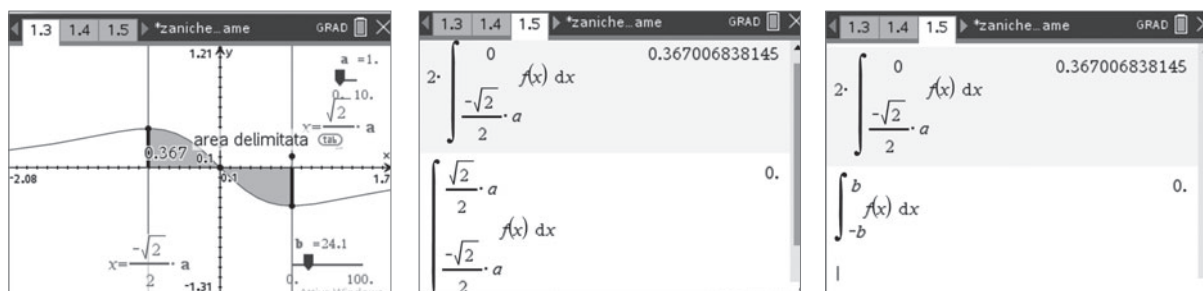 1.3 1.4 1.5 *zaniche…ame GRAD
1.21 y
a =1.
0. 10.
x=√2/2 · a
area delimitata tab
0.367
0.1
0.1
x
-2.08
1.7
x=-√2/2 · a
b =24.1
0. 100.
-1.31
1.3 1.4 1.5 *zaniche…ame GRAD
2· ∫ 0 -√2/2 · a f(x) dx 0.367006838145
∫ √2/2 · a -√2/2 · a f(x) dx 0.
1.3 1.4 1.5 *zaniche…ame GRAD
2· ∫ 0 -√2/2 · a f(x) dx 0.367006838145
∫ b -b f(x) dx 0.